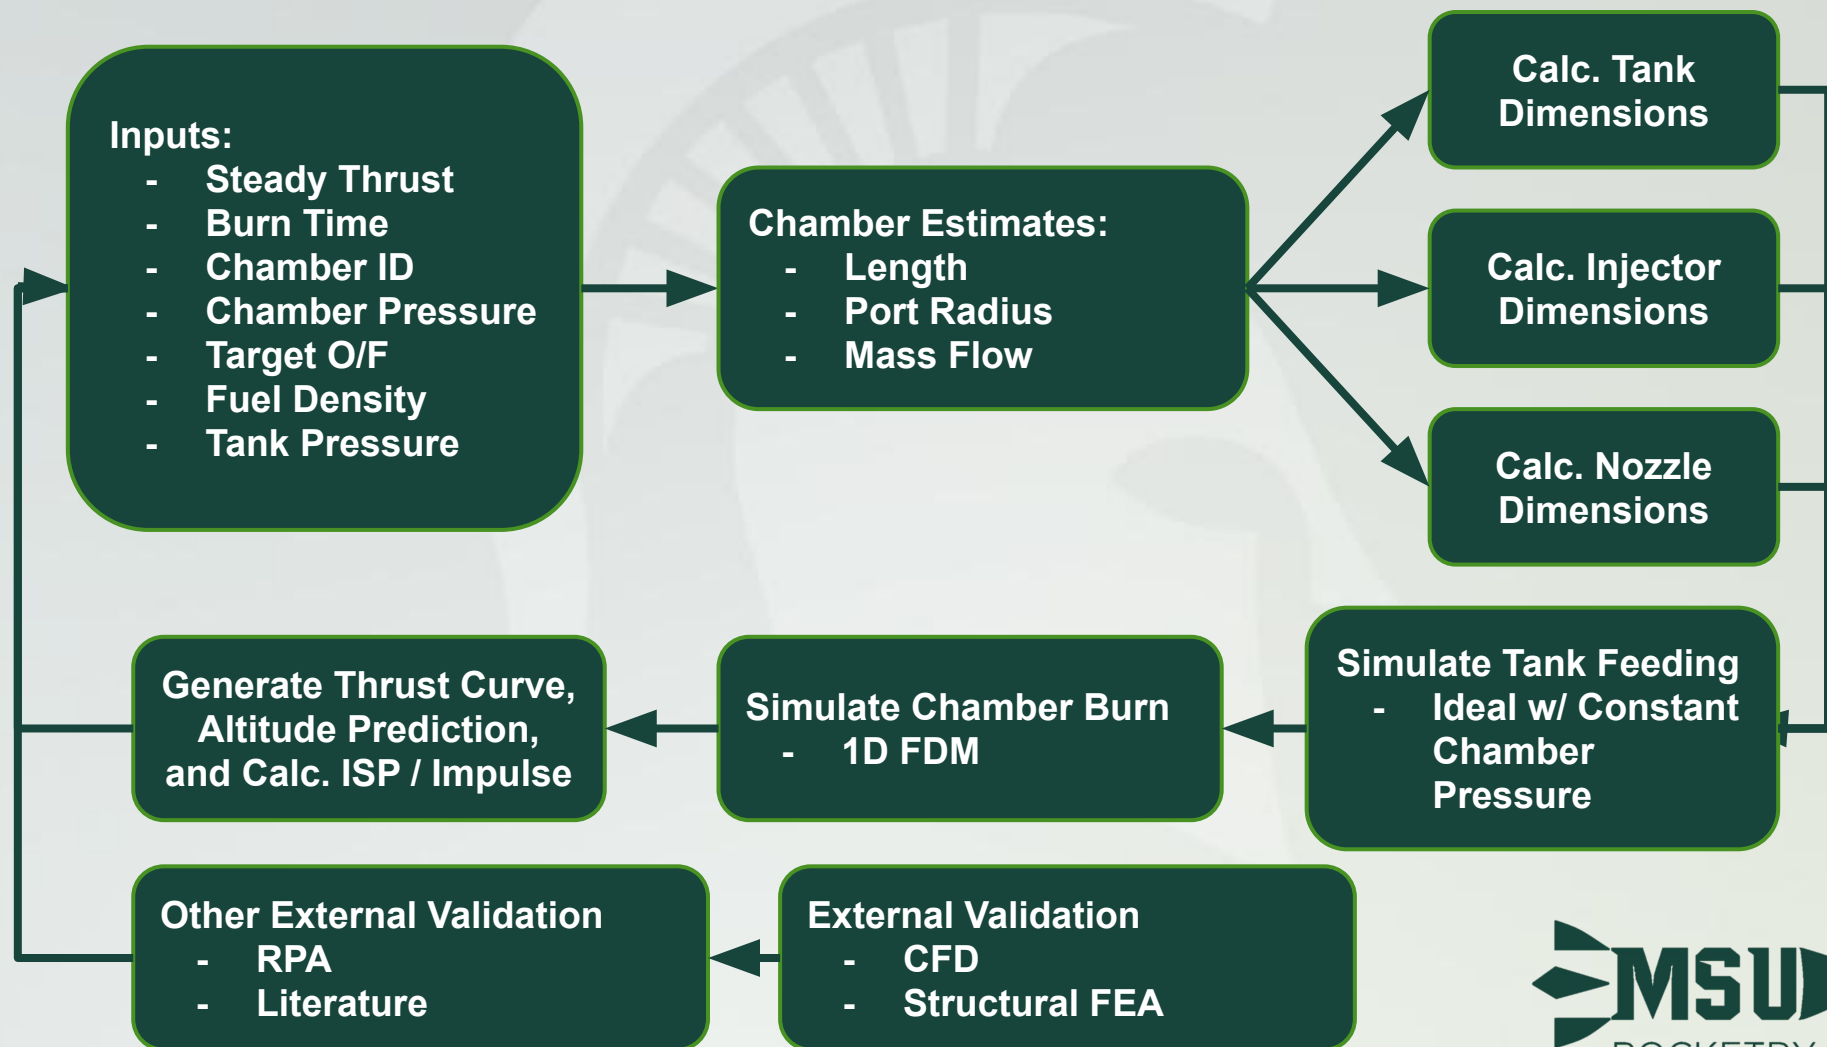 Inputs:
- Steady Thrust
- Burn Time
- Chamber ID
- Chamber Pressure
- Target O/F
- Fuel Density
- Tank Pressure
Chamber Estimates:
- Length
- Port Radius
- Mass Flow
Calc. Tank
Dimensions
Calc. Injector
Dimensions
Calc. Nozzle
Dimensions
Simulate Tank Feeding
- Ideal w/ Constant
Chamber
Pressure
Simulate Chamber Burn
- 1D FDM
Generate Thrust Curve,
Altitude Prediction,
and Calc. ISP / Impulse
External Validation
- CFD
- Structural FEA
Other External Validation
- RPA
- Literature
MSU
ROCKETRY